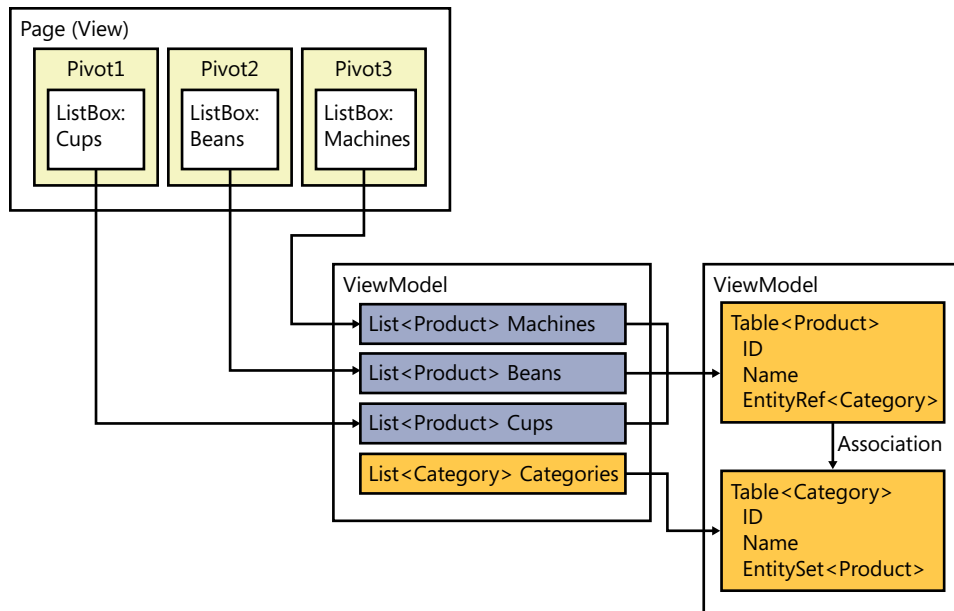 Page (View)
Pivot1
Pivot2
Pivot3
ListBox:
Cups
ListBox:
Beans
ListBox:
Machines
ViewModel
List<Product> Machines
List<Product> Beans
List<Product> Cups
List<Category> Categories
ViewModel
Table<Product>
ID
Name
EntityRef<Category>
Association
Table<Category>
ID
Name
EntitySet<Product>